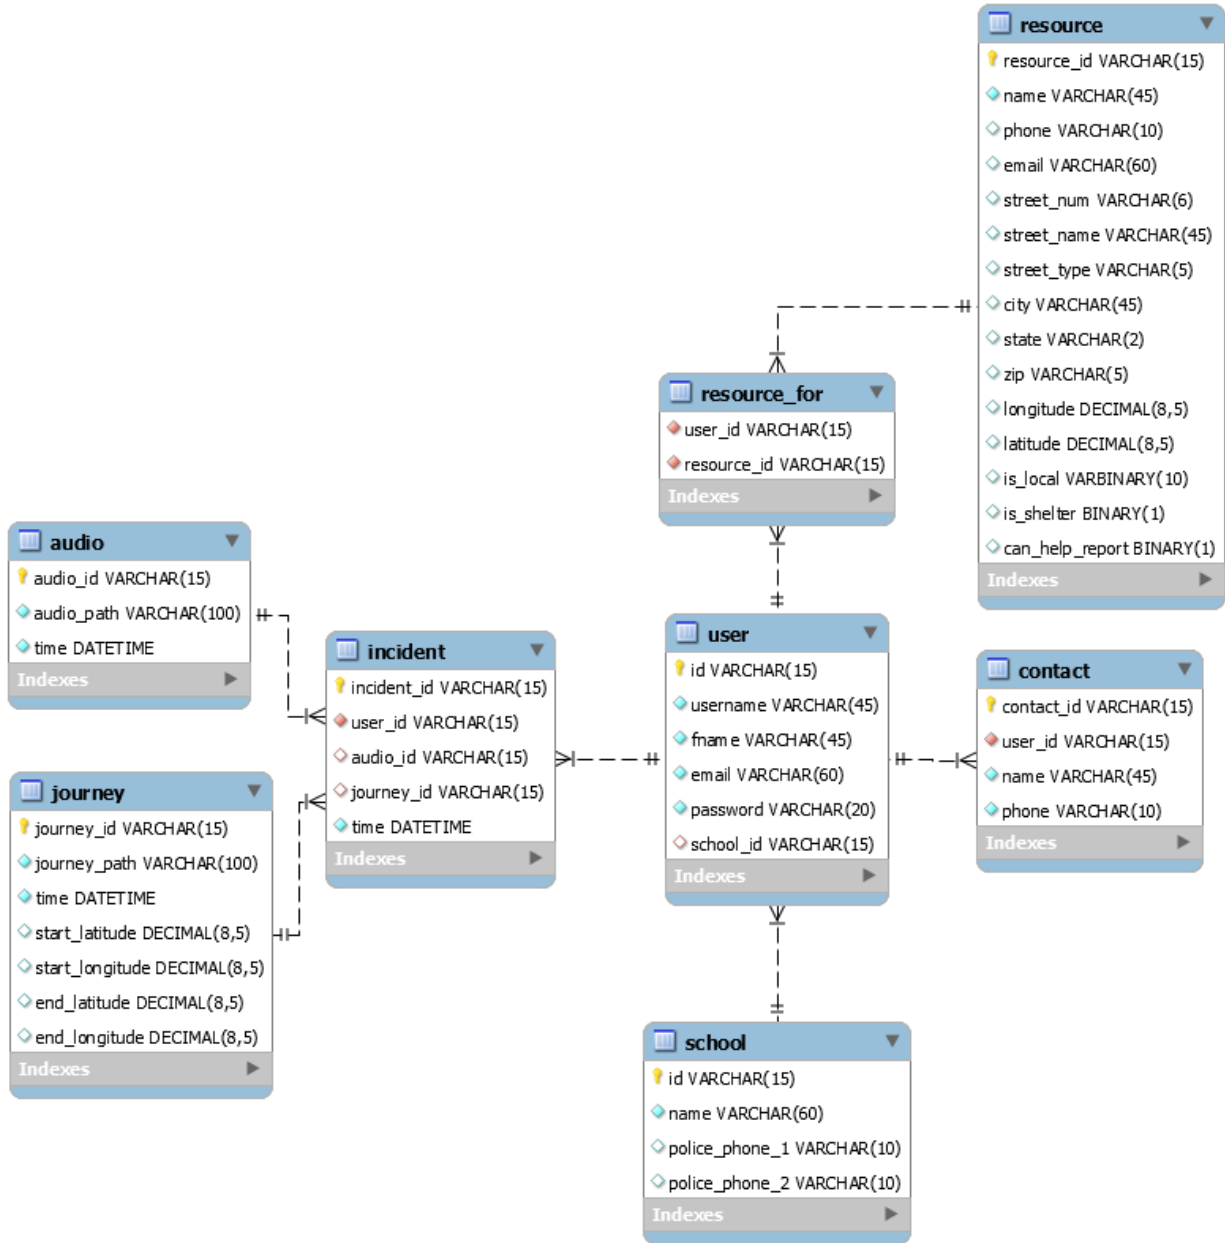 resource
resource_id VARCHAR(15)
name VARCHAR(45)
phone VARCHAR(10)
email VARCHAR(60)
street_num VARCHAR(6)
street_name VARCHAR(45)
street_type VARCHAR(5)
city VARCHAR(45)
state VARCHAR(2)
zip VARCHAR(5)
longitude DECIMAL(8,5)
latitude DECIMAL(8,5)
is_local VARBINARY(10)
is_shelter BINARY(1)
can_help_report BINARY(1)
Indexes
resource_for
user_id VARCHAR(15)
resource_id VARCHAR(15)
Indexes
audio
audio_id VARCHAR(15)
audio_path VARCHAR(100)
time DATETIME
Indexes
incident
incident_id VARCHAR(15)
user_id VARCHAR(15)
audio_id VARCHAR(15)
journey_id VARCHAR(15)
time DATETIME
Indexes
user
id VARCHAR(15)
username VARCHAR(45)
fname VARCHAR(45)
email VARCHAR(60)
password VARCHAR(20)
school_id VARCHAR(15)
Indexes
contact
contact_id VARCHAR(15)
user_id VARCHAR(15)
name VARCHAR(45)
phone VARCHAR(10)
Indexes
journey
journey_id VARCHAR(15)
journey_path VARCHAR(100)
time DATETIME
start_latitude DECIMAL(8,5)
start_longitude DECIMAL(8,5)
end_latitude DECIMAL(8,5)
end_longitude DECIMAL(8,5)
Indexes
school
id VARCHAR(15)
name VARCHAR(60)
police_phone_1 VARCHAR(10)
police_phone_2 VARCHAR(10)
Indexes